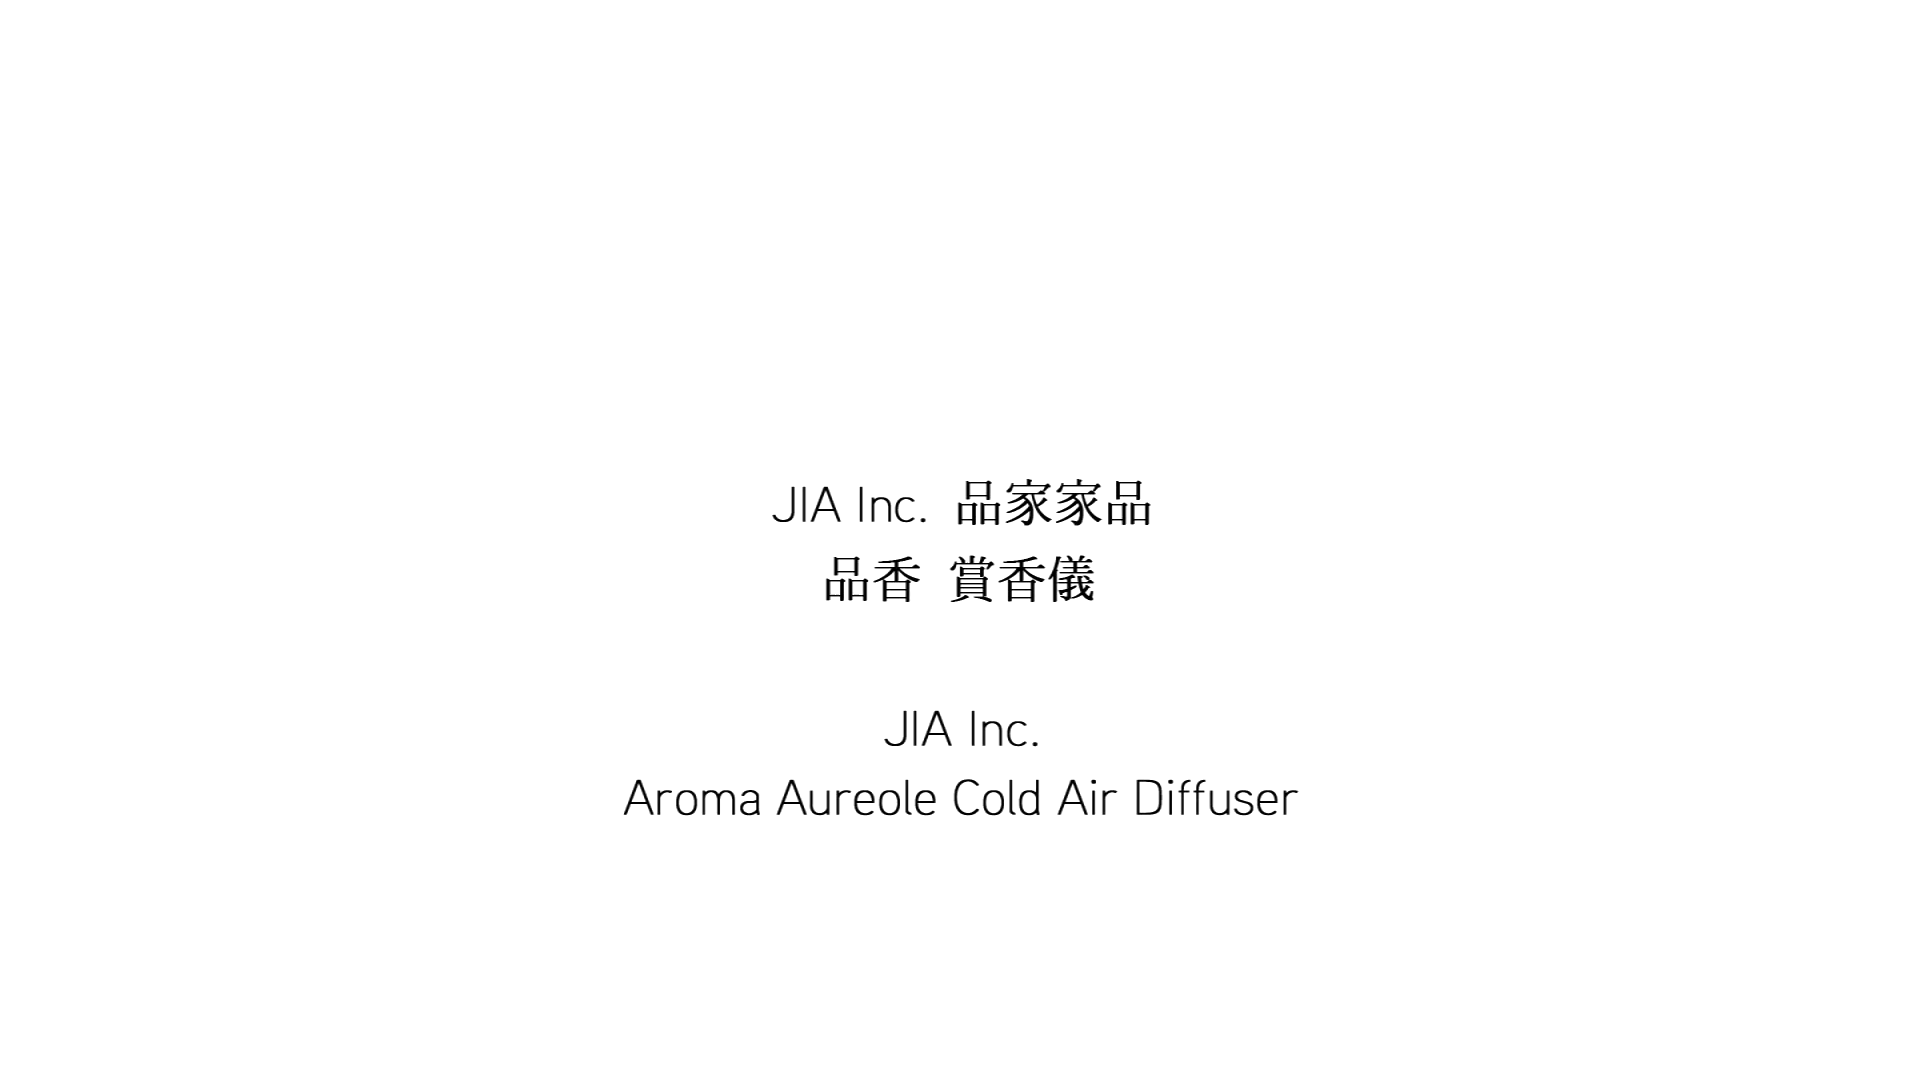 JIA Inc. 品家家品
品香 賞香儀
JIA Inc.
Aroma Aureole Cold Air Diffuser